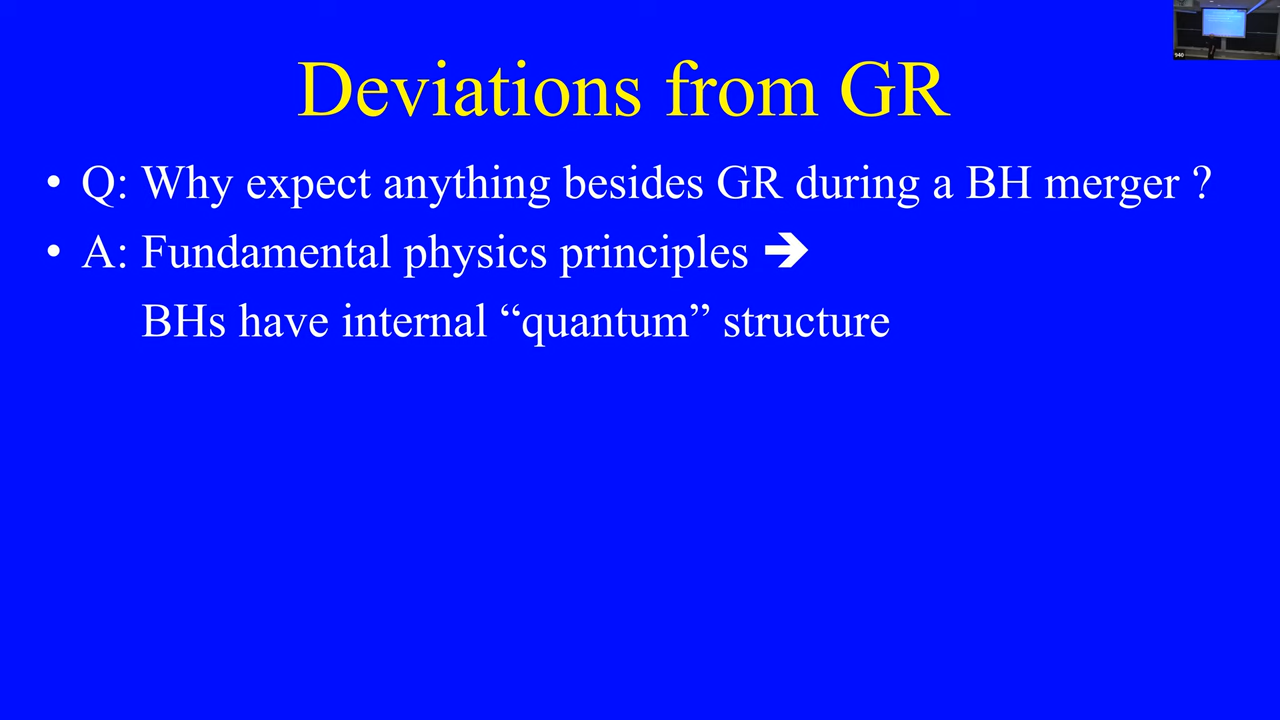 Deviations from GR
• Q: Why expect anything besides GR during a BH merger ?
• A: Fundamental physics principles ➔
BHs have internal “quantum” structure